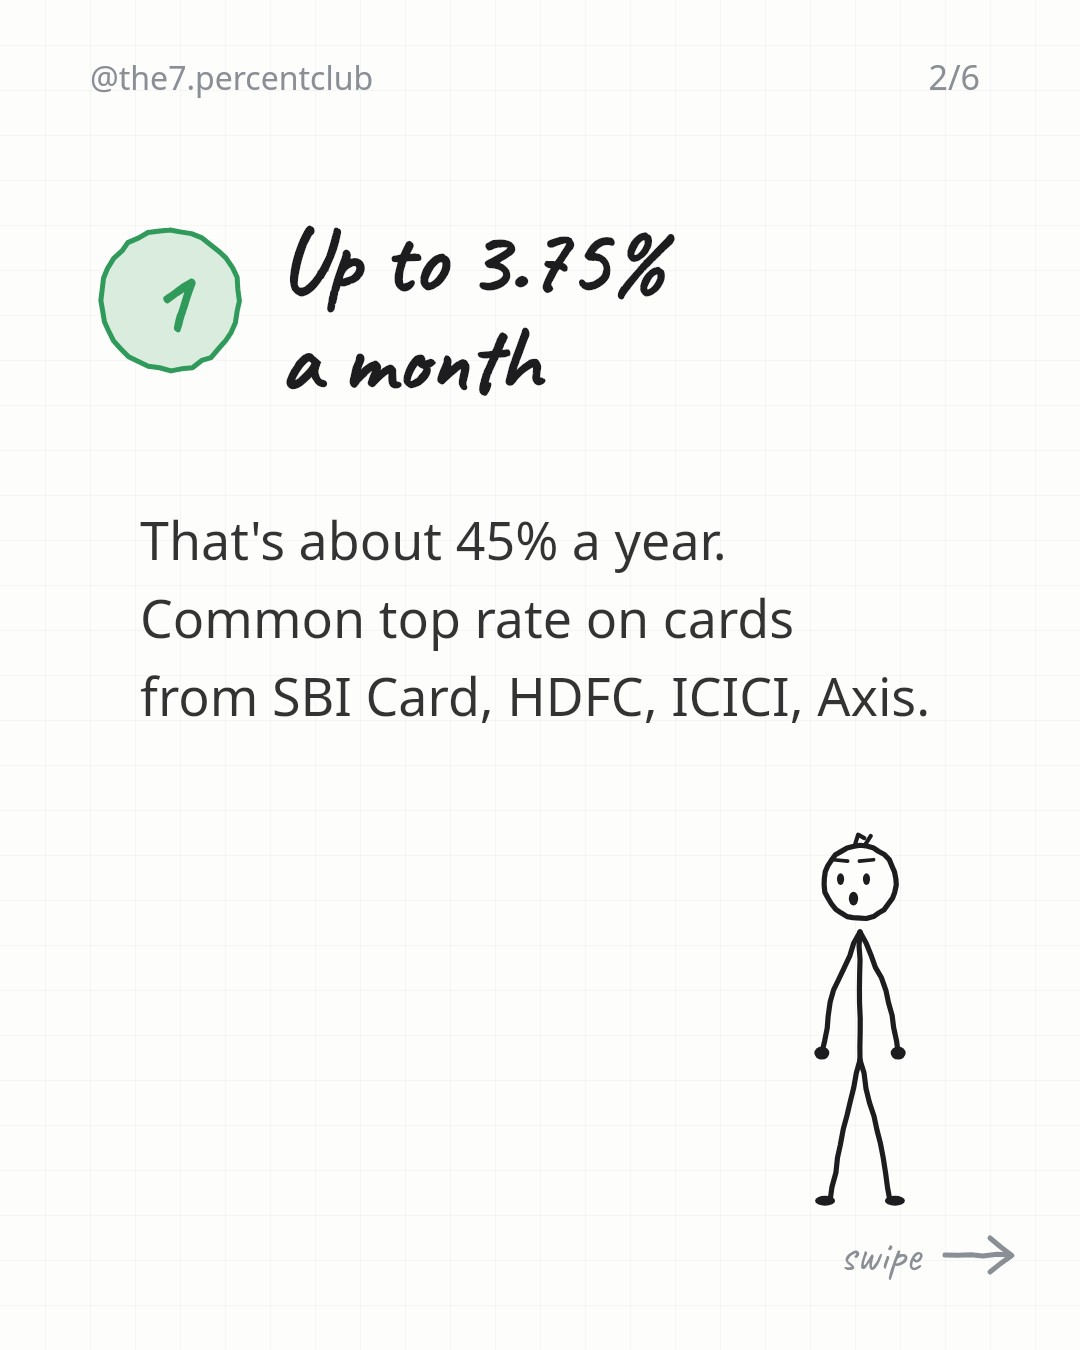 @the7.percentclub
2/6
1
Up to 3.75%
a month
That's about 45% a year.
Common top rate on cards
from SBI Card, HDFC, ICICI, Axis.
swipe